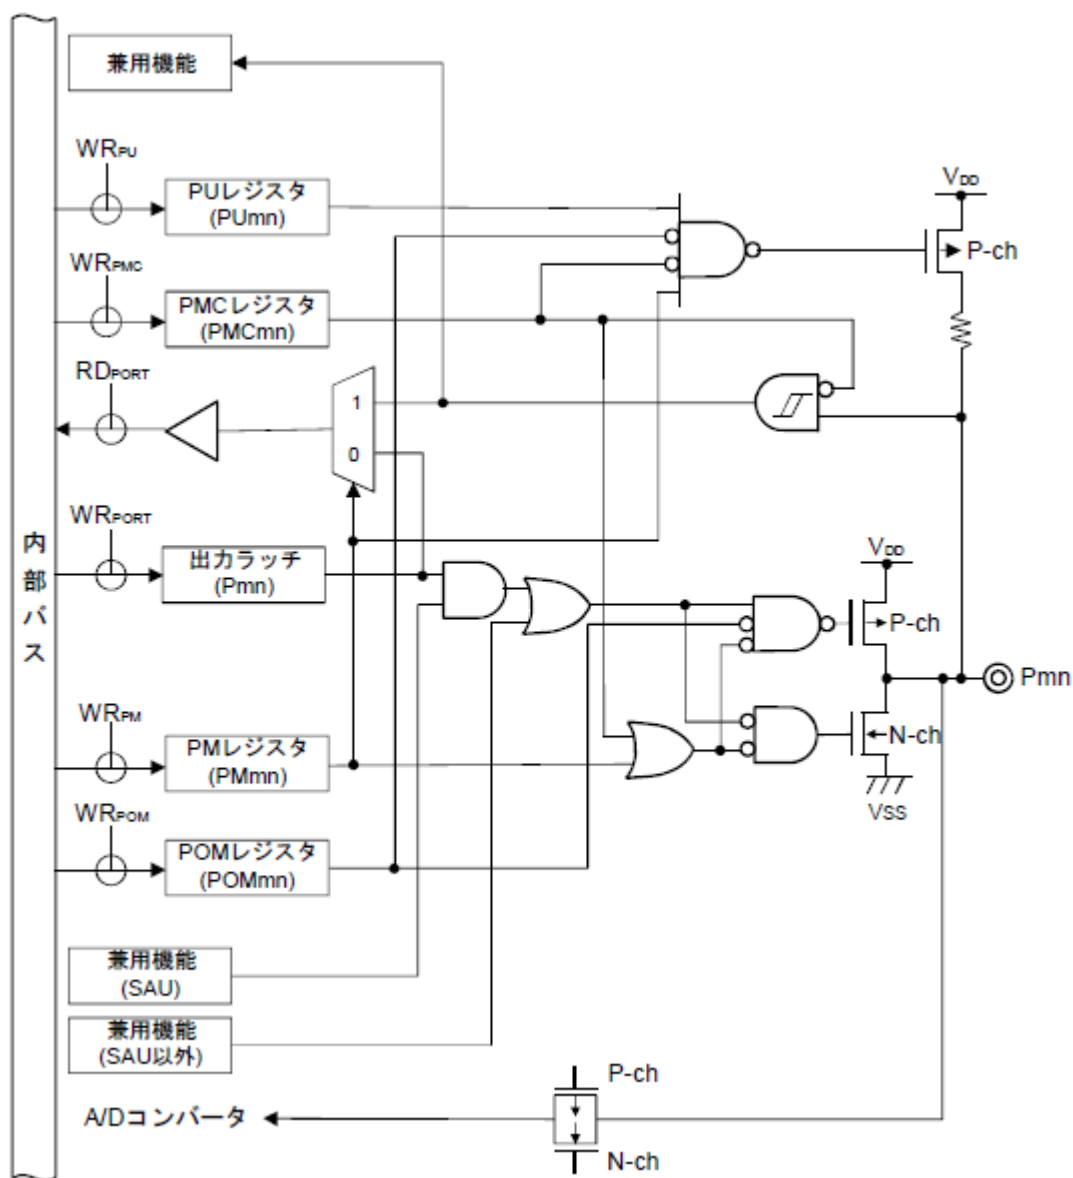 兼用機能
WRPU
PUレジスタ
(PUmn)
VDD
P-ch
WRPMC
PMCレジスタ
(PMCmn)
RDPORT
1
0
WRPORT
出力ラッチ
(Pmn)
VDD
P-ch
内部バス
Pmn
WRPM
PMレジスタ
(PMmn)
N-ch
VSS
WRPOM
POMレジスタ
(POMmn)
兼用機能
(SAU)
兼用機能
(SAU以外)
P-ch
A/Dコンバータ
N-ch